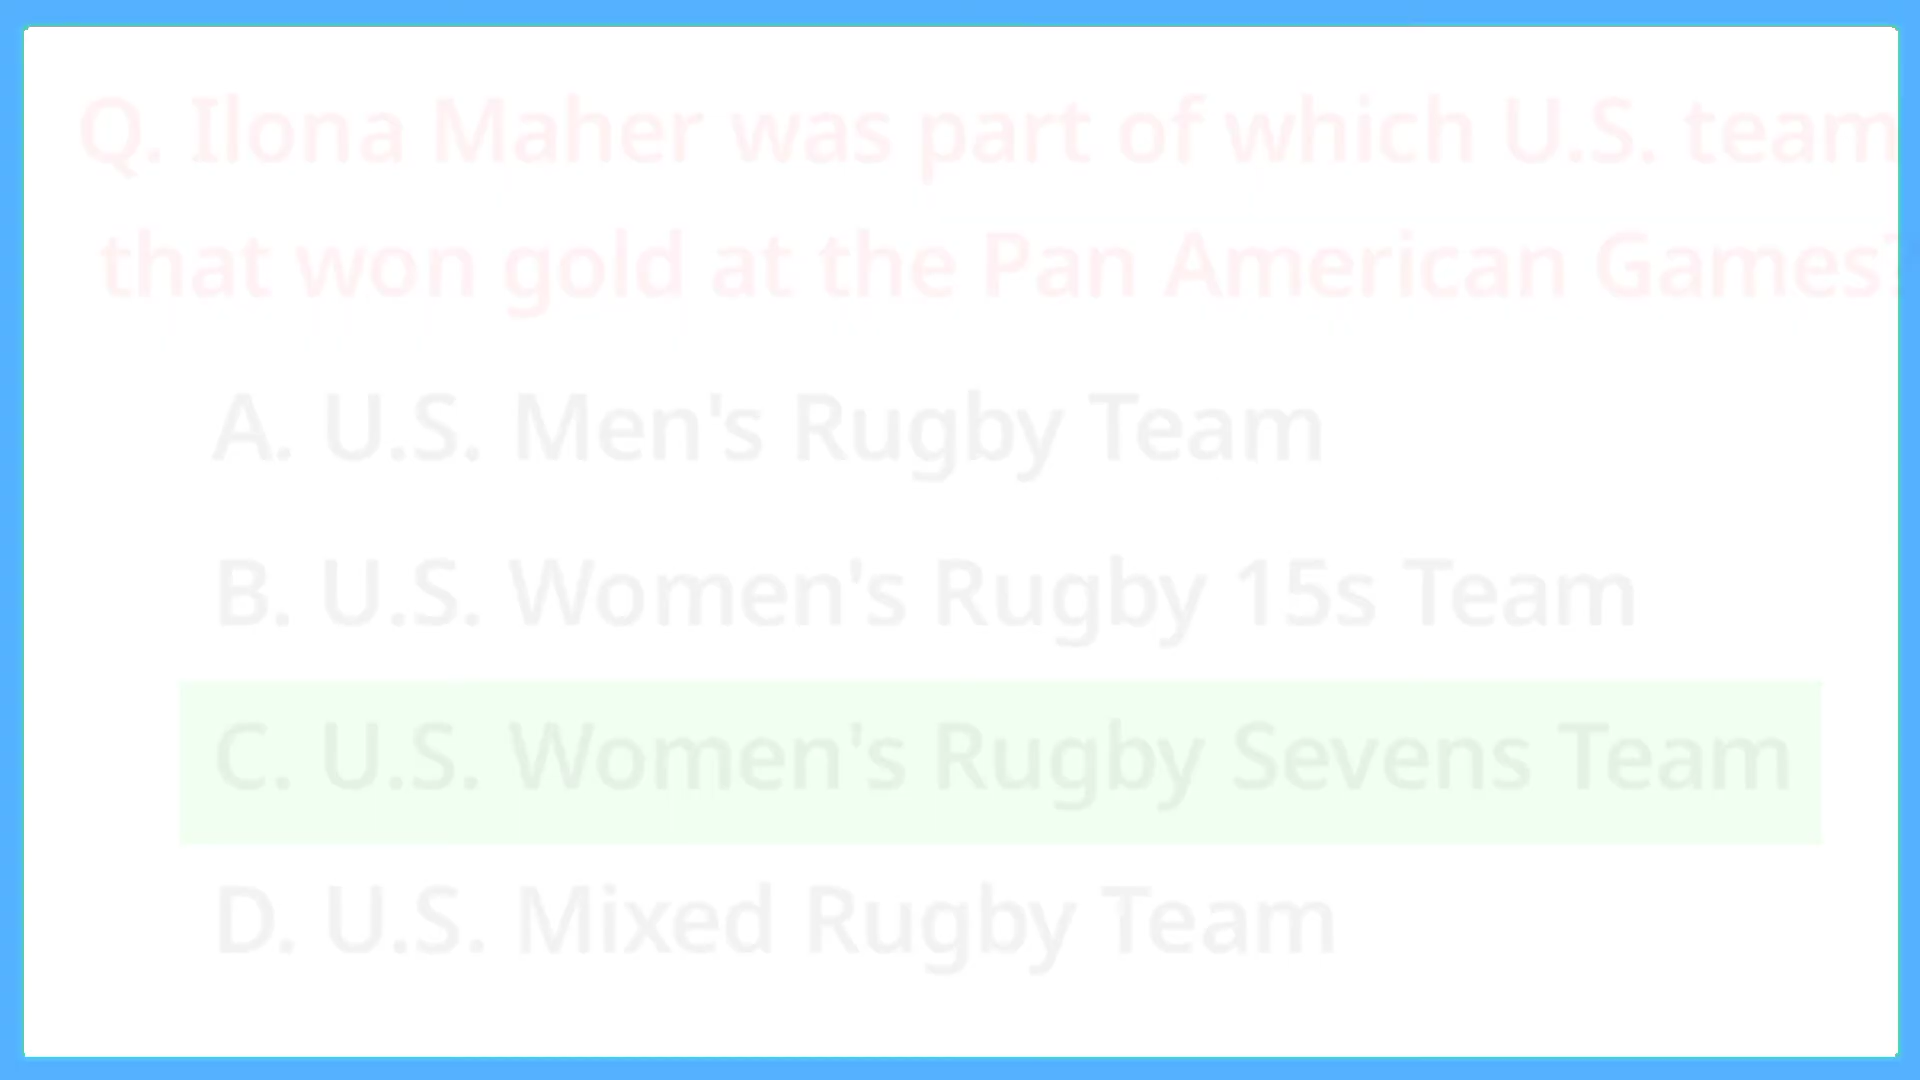 Q. Ilona Maher was part of which U.S. team
that won gold at the Pan American Games?
A. U.S. Men's Rugby Team
B. U.S. Women's Rugby 15s Team
C. U.S. Women's Rugby Sevens Team
D. U.S. Mixed Rugby Team